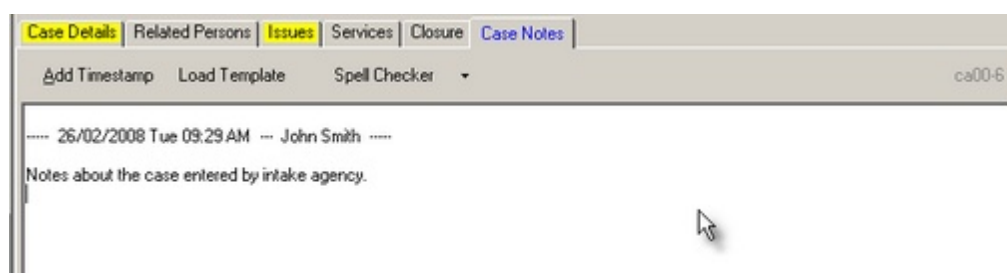 Case Details Related Persons Issues Services Closure Case Notes
Add Timestamp Load Template Spell Checker ca00-6
----- 26/02/2008 Tue 09:29 AM --- John Smith -----
Notes about the case entered by intake agency.